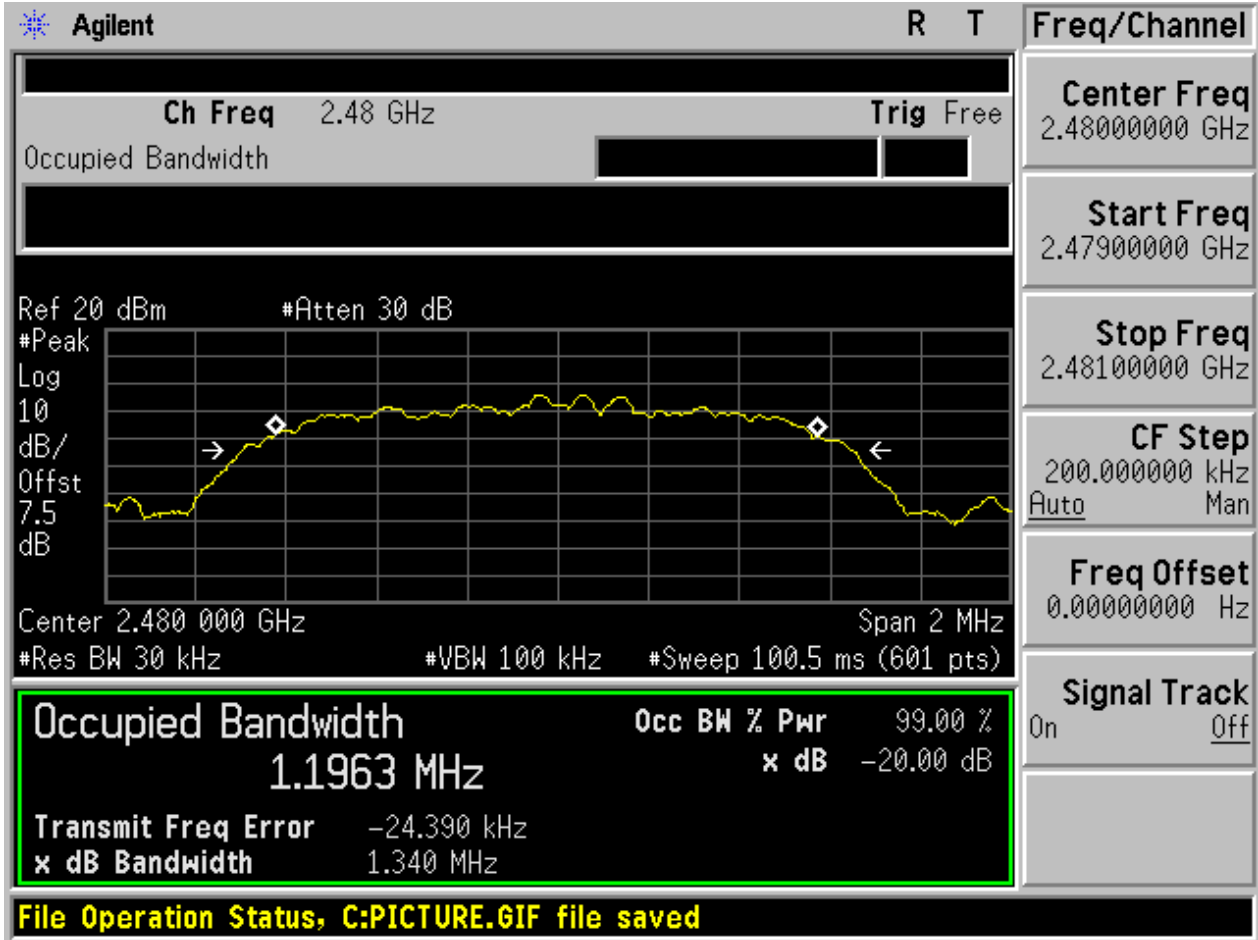 Agilent R T
Ch Freq 2.48 GHz Trig Free
Occupied Bandwidth
Ref 20 dBm #Atten 30 dB
#Peak
Log
10
dB/
Offst
7.5
dB
Center 2.480 000 GHz Span 2 MHz
#Res BW 30 kHz #VBW 100 kHz #Sweep 100.5 ms (601 pts)
Occupied Bandwidth
1.1963 MHz
Occ BW % Pwr 99.00 %
x dB -20.00 dB
Transmit Freq Error -24.390 kHz
x dB Bandwidth 1.340 MHz
File Operation Status, C:PICTURE.GIF file saved
Freq/Channel
Center Freq
2.48000000 GHz
Start Freq
2.47900000 GHz
Stop Freq
2.48100000 GHz
CF Step
200.000000 kHz
Auto Man
Freq Offset
0.00000000 Hz
Signal Track
On Off